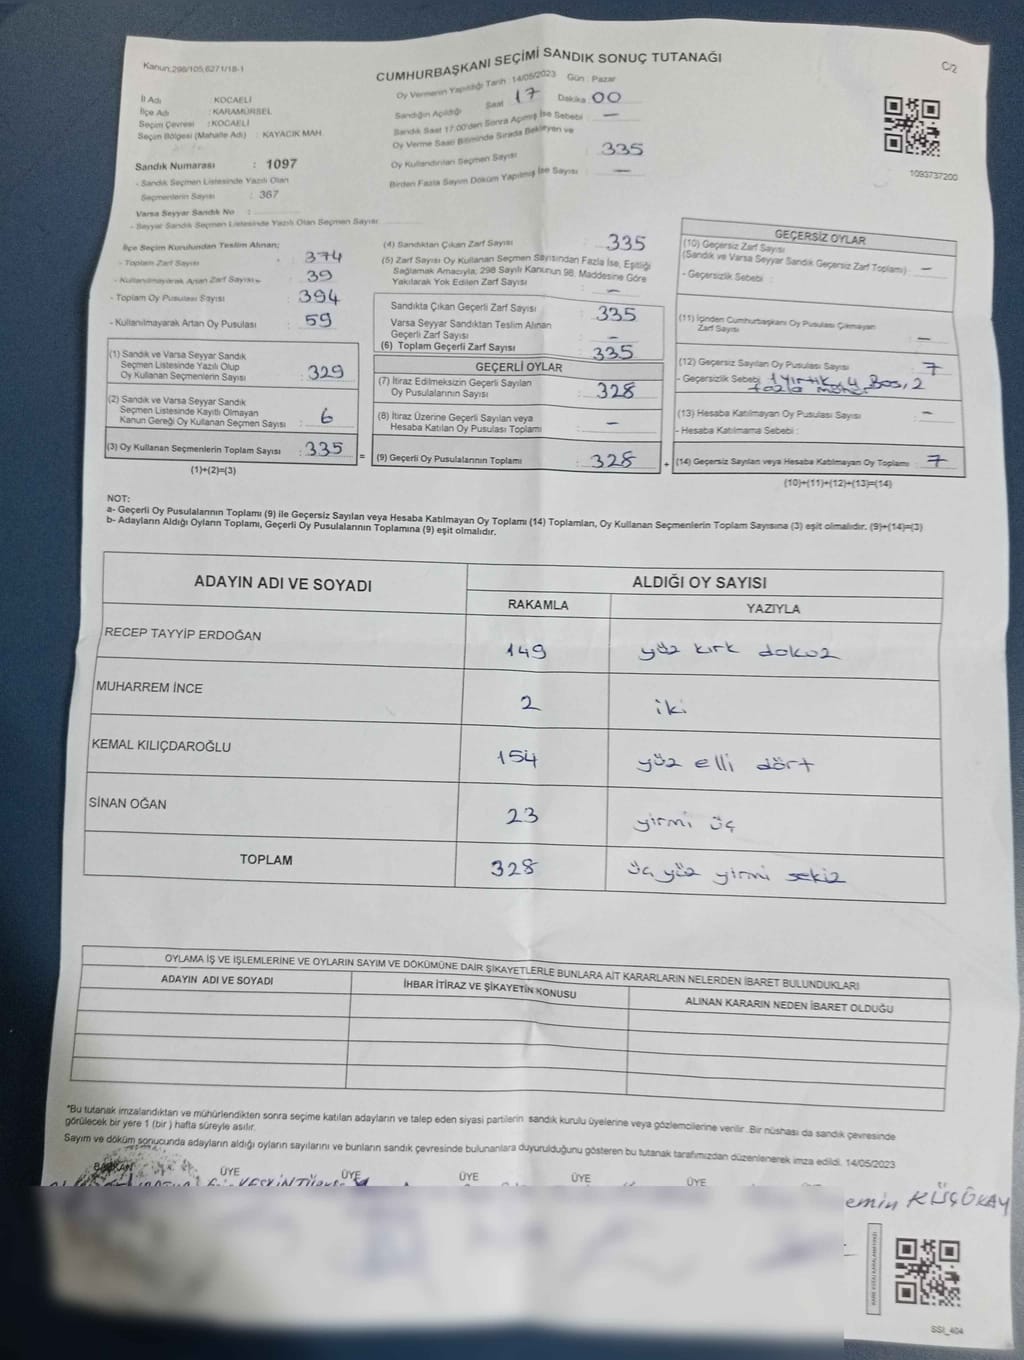 Kanun:298/105,6271/18-1
CUMHURBAŞKANI SEÇİMİ SANDIK SONUÇ TUTANAĞI
C/2
İl Adı : KOCAELİ
İlçe Adı : KARAMÜRSEL
Seçim Çevresi : KOCAELİ
Seçim Bölgesi (Mahalle Adı) : KAYACIK MAH.
Sandık Numarası : 1097
- Sandık Seçmen Listesinde Yazılı Olan
Seçmenlerin Sayısı : 367
Varsa Seyyar Sandık No :
- Seyyar Sandık Seçmen Listesinde Yazılı Olan Seçmen Sayısı:
Oy Vermenin Yapıldığı Tarih :14/05/2023 Gün : Pazar
Sandığın Açıldığı Saat 17 Dakika 00
Sandık Saat 17:00'den Sonra Açılmış İse Sebebi : —
Oy Verme Saati Bitiminde Sırada Bekleyen ve
Oy Kullandırılan Seçmen Sayısı : 335
Birden Fazla Sayım Döküm Yapılmış İse Sayısı : —
1093737200
İlçe Seçim Kurulundan Teslim Alınan;
- Toplam Zarf Sayısı : 374
- Kullanılmayarak Artan Zarf Sayısı : 39
- Toplam Oy Pusulası Sayısı : 394
- Kullanılmayarak Artan Oy Pusulası : 59
(1) Sandık ve Varsa Seyyar Sandık
Seçmen Listesinde Yazılı Olup
Oy Kullanan Seçmenlerin Sayısı : 329
(2) Sandık ve Varsa Seyyar Sandık
Seçmen Listesinde Kayıtlı Olmayan
Kanun Gereği Oy Kullanan Seçmen Sayısı : 6
(3) Oy Kullanan Seçmenlerin Toplam Sayısı : 335
(1)+(2)=(3)
=
(4) Sandıktan Çıkan Zarf Sayısı : 335
(5) Zarf Sayısı Oy Kullanan Seçmen Sayısından Fazla İse, Eşitliği
Sağlamak Amacıyla, 298 Sayılı Kanunun 98. Maddesine Göre
Yakılarak Yok Edilen Zarf Sayısı : —
Sandıkta Çıkan Geçerli Zarf Sayısı : 335
Varsa Seyyar Sandıktan Teslim Alınan
Geçerli Zarf Sayısı : —
(6) Toplam Geçerli Zarf Sayısı : 335
GEÇERLİ OYLAR
(7) İtiraz Edilmeksizin Geçerli Sayılan
Oy Pusulalarının Sayısı : 328
(8) İtiraz Üzerine Geçerli Sayılan veya
Hesaba Katılan Oy Pusulası Toplamı : —
(9) Geçerli Oy Pusulalarının Toplamı : 328
+
GEÇERSİZ OYLAR
(10) Geçersiz Zarf Sayısı
(Sandık ve Varsa Seyyar Sandık Geçersiz Zarf Toplamı) : —
- Geçersizlik Sebebi :
(11) İçinden Cumhurbaşkanı Oy Pusulası Çıkmayan
Zarf Sayısı : —
(12) Geçersiz Sayılan Oy Pusulası Sayısı : 7
- Geçersizlik Sebebi 1 Yırtık, 4 Boş, 2
fazla mühür
(13) Hesaba Katılmayan Oy Pusulası Sayısı : —
- Hesaba Katılmama Sebebi :
(14) Geçersiz Sayılan veya Hesaba Katılmayan Oy Toplamı : 7
(10)+(11)+(12)+(13)=(14)
NOT:
a- Geçerli Oy Pusulalarının Toplamı (9) ile Geçersiz Sayılan veya Hesaba Katılmayan Oy Toplamı (14) Toplamları, Oy Kullanan Seçmenlerin Toplam Sayısına (3) eşit olmalıdır. (9)+(14)=(3)
b- Adayların Aldığı Oyların Toplamı, Geçerli Oy Pusulalarının Toplamına (9) eşit olmalıdır.
ADAYIN ADI VE SOYADI
ALDIĞI OY SAYISI
RAKAMLA
YAZIYLA
RECEP TAYYİP ERDOĞAN 149 yüz kırk dokuz
MUHARREM İNCE 2 iki
KEMAL KILIÇDAROĞLU 154 yüz elli dört
SİNAN OĞAN 23 yirmi üç
TOPLAM 328 üç yüz yirmi sekiz
OYLAMA İŞ VE İŞLEMLERİNE VE OYLARIN SAYIM VE DÖKÜMÜNE DAİR ŞİKAYETLERLE BUNLARA AİT KARARLARIN NELERDEN İBARET BULUNDUKLARI
ADAYIN ADI VE SOYADI
İHBAR İTİRAZ VE ŞİKAYETİN KONUSU
ALINAN KARARIN NEDEN İBARET OLDUĞU
*Bu tutanak imzalandıktan ve mühürlendikten sonra seçime katılan adayların ve talep eden siyasi partilerin sandık kurulu üyelerine veya gözlemcilerine verilir. Bir nüshası da sandık çevresinde
görülecek bir yere 1 (bir ) hafta süreyle asılır.
Sayım ve döküm sonucunda adayların aldığı oyların sayılarını ve bunların sandık çevresinde bulunanlara duyurulduğunu gösteren bu tutanak tarafımızdan düzenlenerek imza edildi. 14/05/2023
BAŞKAN ÜYE ÜYE ÜYE ÜYE ÜYE
emin KÜÇÜKAY
SSI_404